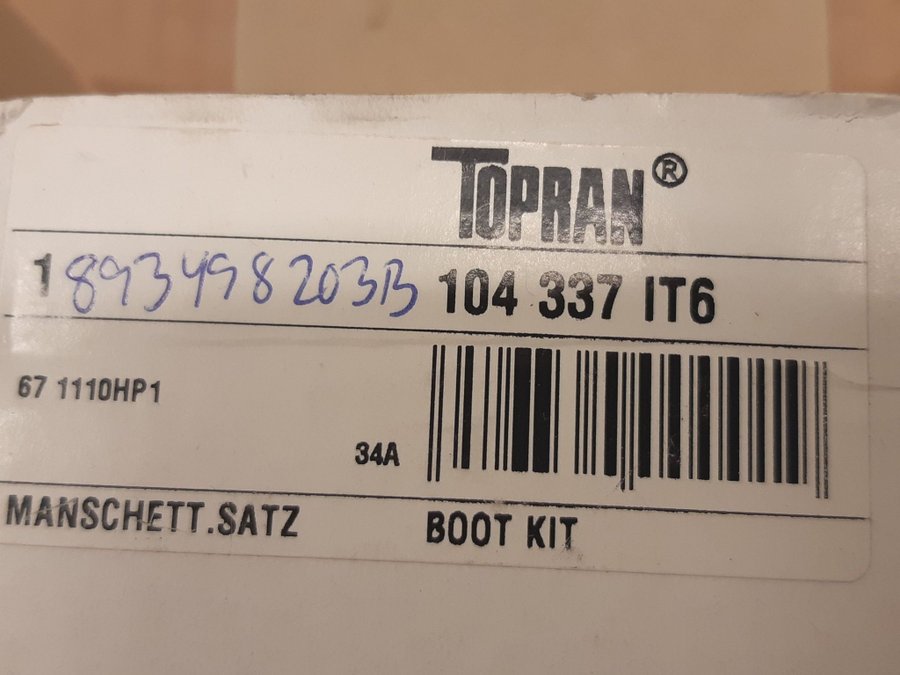 TOPRAN®
1 893498203B 104 337 IT6
67 1110HP1
34A
MANSCHETT.SATZ BOOT KIT